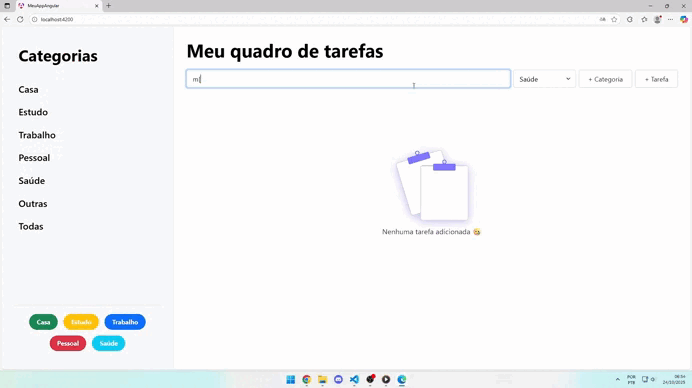 MeuAppAngular
localhost:4200
Categorias
Casa
Estudo
Trabalho
Pessoal
Saúde
Outras
Todas
Casa
Estudo
Trabalho
Pessoal
Saúde
Meu quadro de tarefas
mi
Saúde
+ Categoria
+ Tarefa
Nenhuma tarefa adicionada
POR
PTB
08:54
24/10/2025